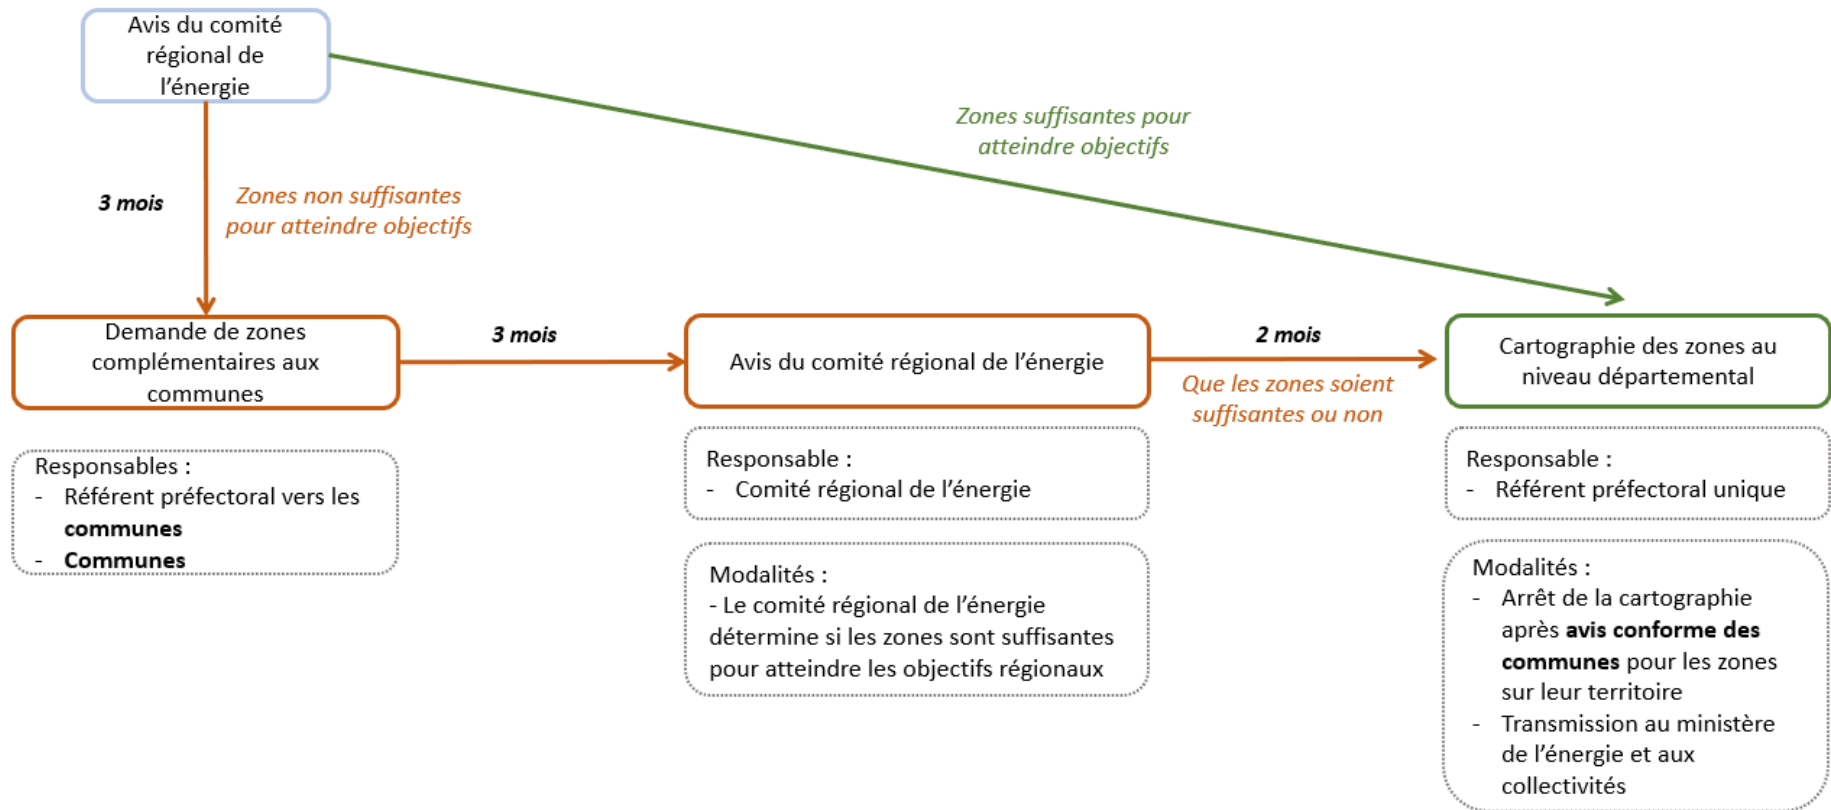 Avis du comité
régional de
l'énergie
Zones suffisantes pour
atteindre objectifs
3 mois
Zones non suffisantes
pour atteindre objectifs
Demande de zones
complémentaires aux
communes
3 mois
Avis du comité régional de l'énergie
2 mois
Que les zones soient
suffisantes ou non
Cartographie des zones au
niveau départemental
Responsables :
- Référent préfectoral vers les
communes
- Communes
Responsable :
- Comité régional de l'énergie
Modalités :
- Le comité régional de l'énergie
détermine si les zones sont suffisantes
pour atteindre les objectifs régionaux
Responsable :
- Référent préfectoral unique
Modalités :
- Arrêt de la cartographie
après avis conforme des
communes pour les zones
sur leur territoire
- Transmission au ministère
de l'énergie et aux
collectivités